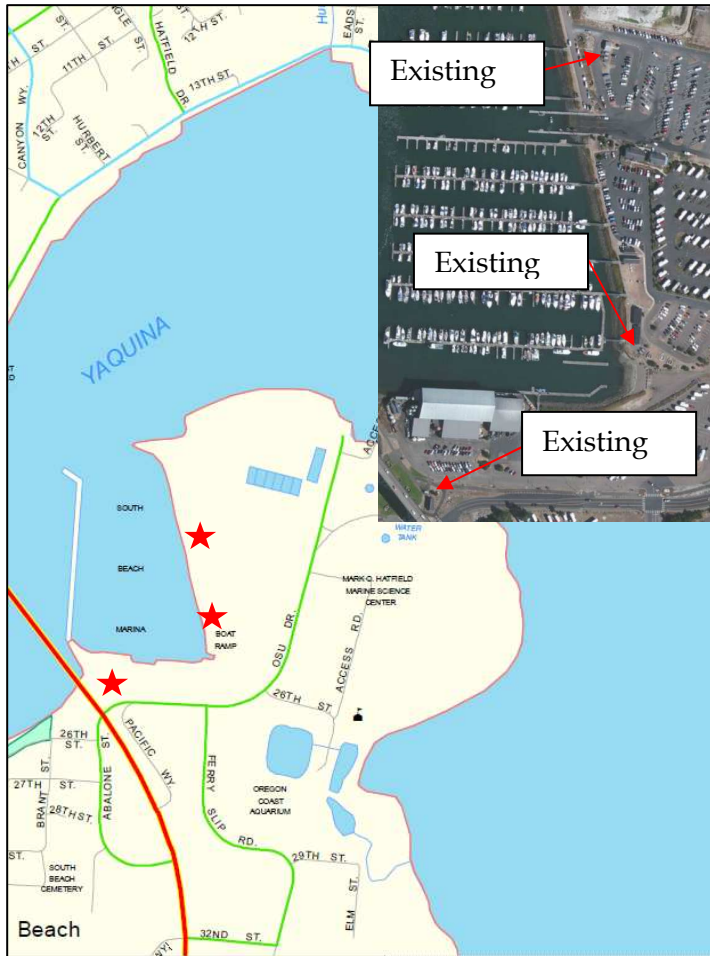 Existing
Existing
Existing
11TH ST.
12TH ST.
13TH ST.
HATFIELD DR.
EADS ST.
CANYON WY.
12TH ST.
HURBERT ST.
YAQUINA
SOUTH
BEACH
MARINA
BOAT
RAMP
OSU DR.
WATER
TANK
MARK O. HATFIELD
MARINE SCIENCE
CENTER
ACCESS RD.
26TH ST.
26TH
ST.
27TH ST.
28TH ST.
BRANT ST.
ABALONE ST.
PACIFIC WY.
FERRY SLIP RD.
OREGON
COAST
AQUARIUM
29TH ST.
ELM ST.
SOUTH
BEACH
CEMETERY
32ND ST.
Beach